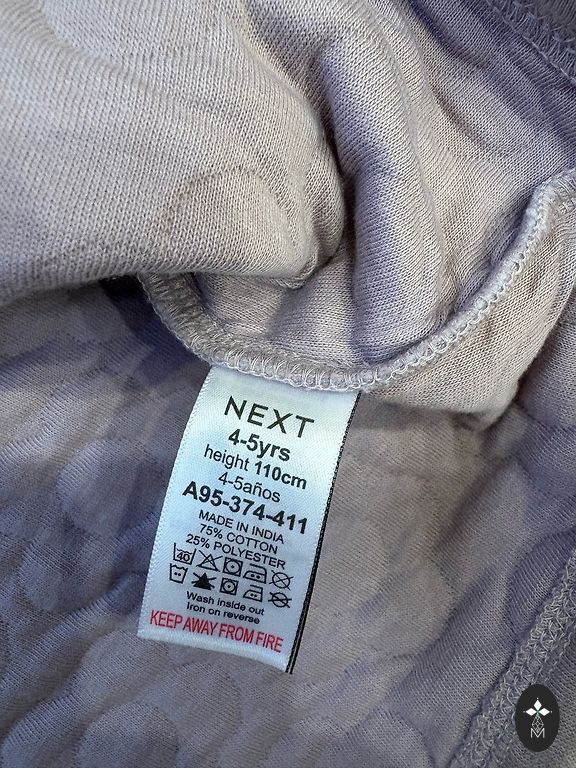 NEXT
4-5yrs
height 110cm
4-5años
A95-374-411
MADE IN INDIA
75% COTTON
25% POLYESTER
40
Wash inside out
Iron on reverse
KEEP AWAY FROM FIRE
M